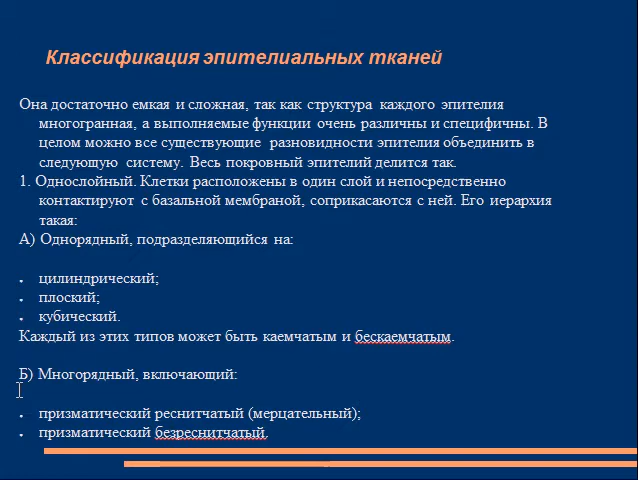 Классификация эпителиальных тканей
Она достаточно емкая и сложная, так как структура каждого эпителия
многогранная, а выполняемые функции очень различны и специфичны. В
целом можно все существующие разновидности эпителия объединить в
следующую систему. Весь покровный эпителий делится так.
1. Однослойный. Клетки расположены в один слой и непосредственно
контактируют с базальной мембраной, соприкасаются с ней. Его иерархия
такая:
А) Однорядный, подразделяющийся на:
• цилиндрический;
• плоский;
• кубический.
Каждый из этих типов может быть каемчатым и бескаемчатым.
Б) Многорядный, включающий:
• призматический реснитчатый (мерцательный);
• призматический безреснитчатый.